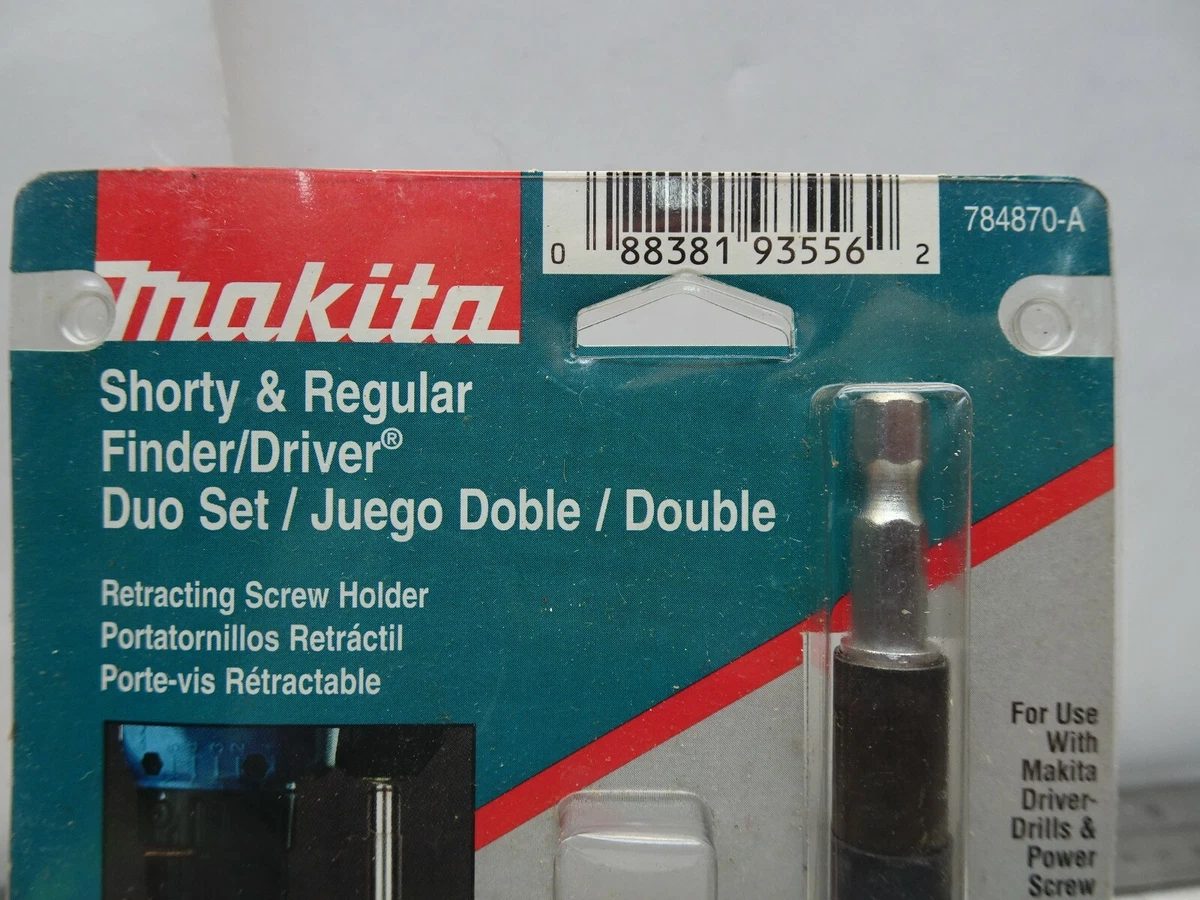 0 88381 93556 2
784870-A
makita
Shorty & Regular
Finder/Driver®
Duo Set / Juego Doble / Double
Retracting Screw Holder
Portatornillos Retráctil
Porte-vis Rétractable
For Use
With
Makita
Driver-
Drills &
Power
Screw